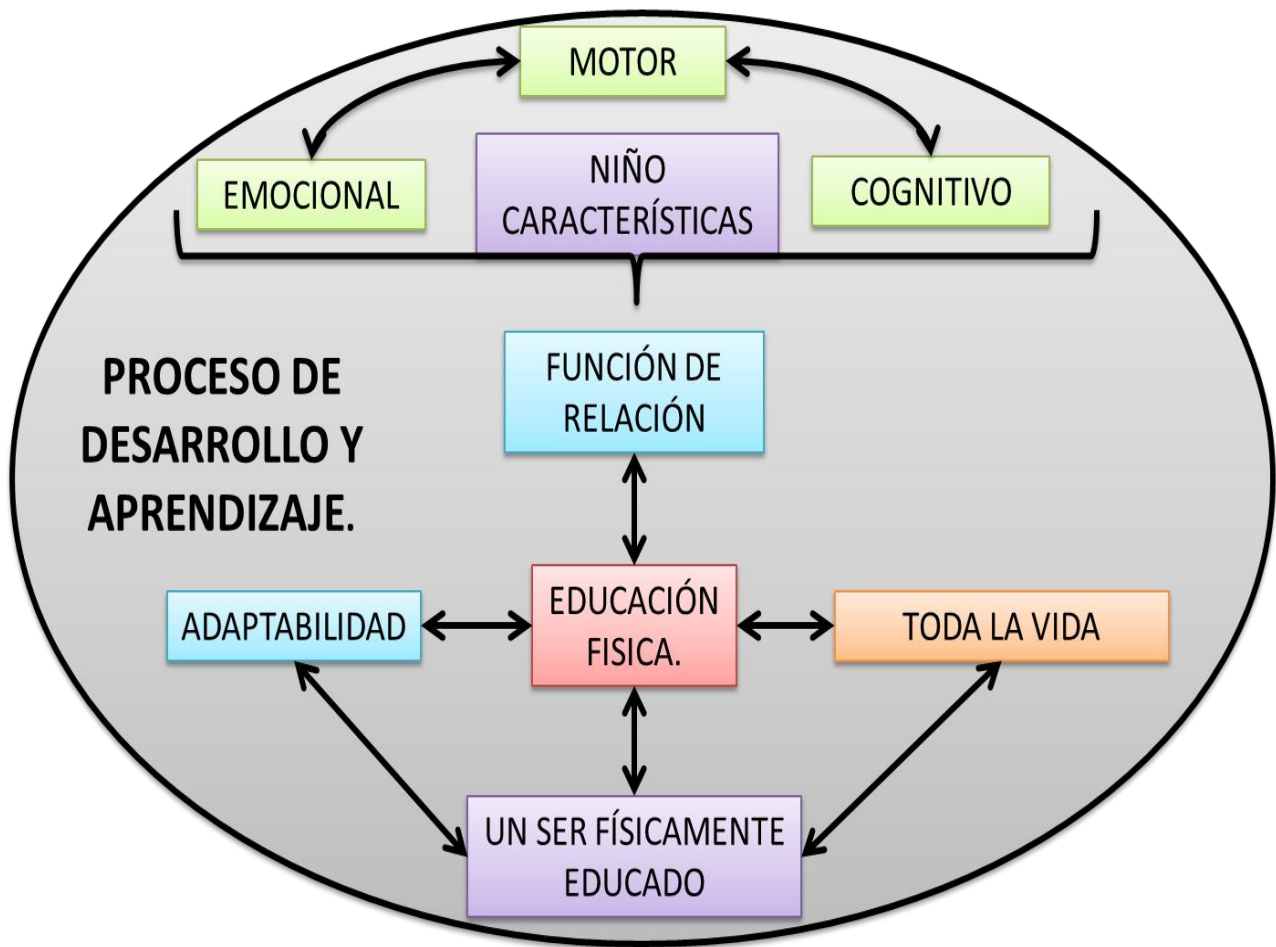 MOTOR
EMOCIONAL
NIÑO
CARACTERÍSTICAS
COGNITIVO
FUNCIÓN DE
RELACIÓN
PROCESO DE
DESARROLLO Y
APRENDIZAJE.
ADAPTABILIDAD
EDUCACIÓN
FISICA.
TODA LA VIDA
UN SER FÍSICAMENTE
EDUCADO